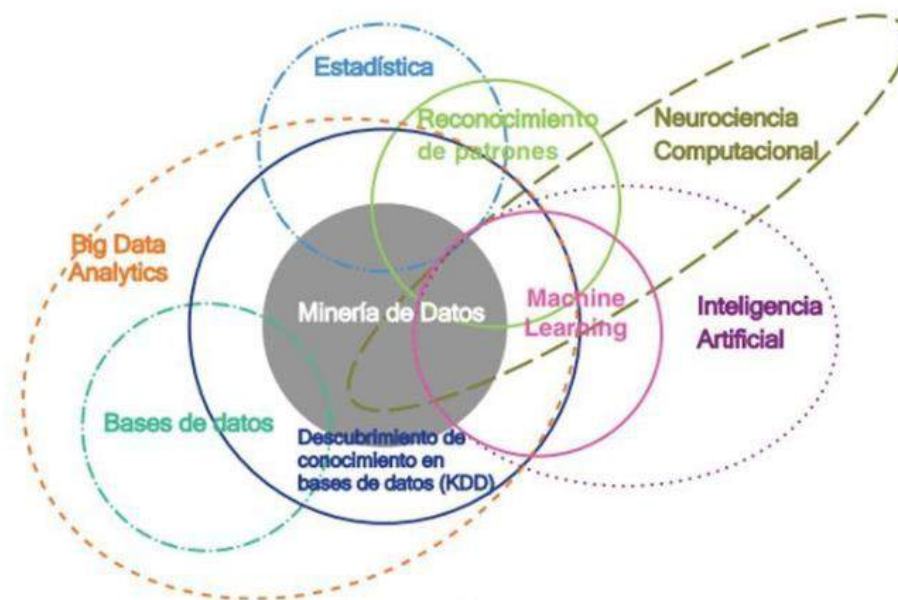 Estadística
Reconocimiento
de patrones
Neurociencia
Computacional
Big Data
Analytics
Minería de Datos
Machine
Learning
Inteligencia
Artificial
Bases de datos
Descubrimiento de
conocimiento en
bases de datos (KDD)